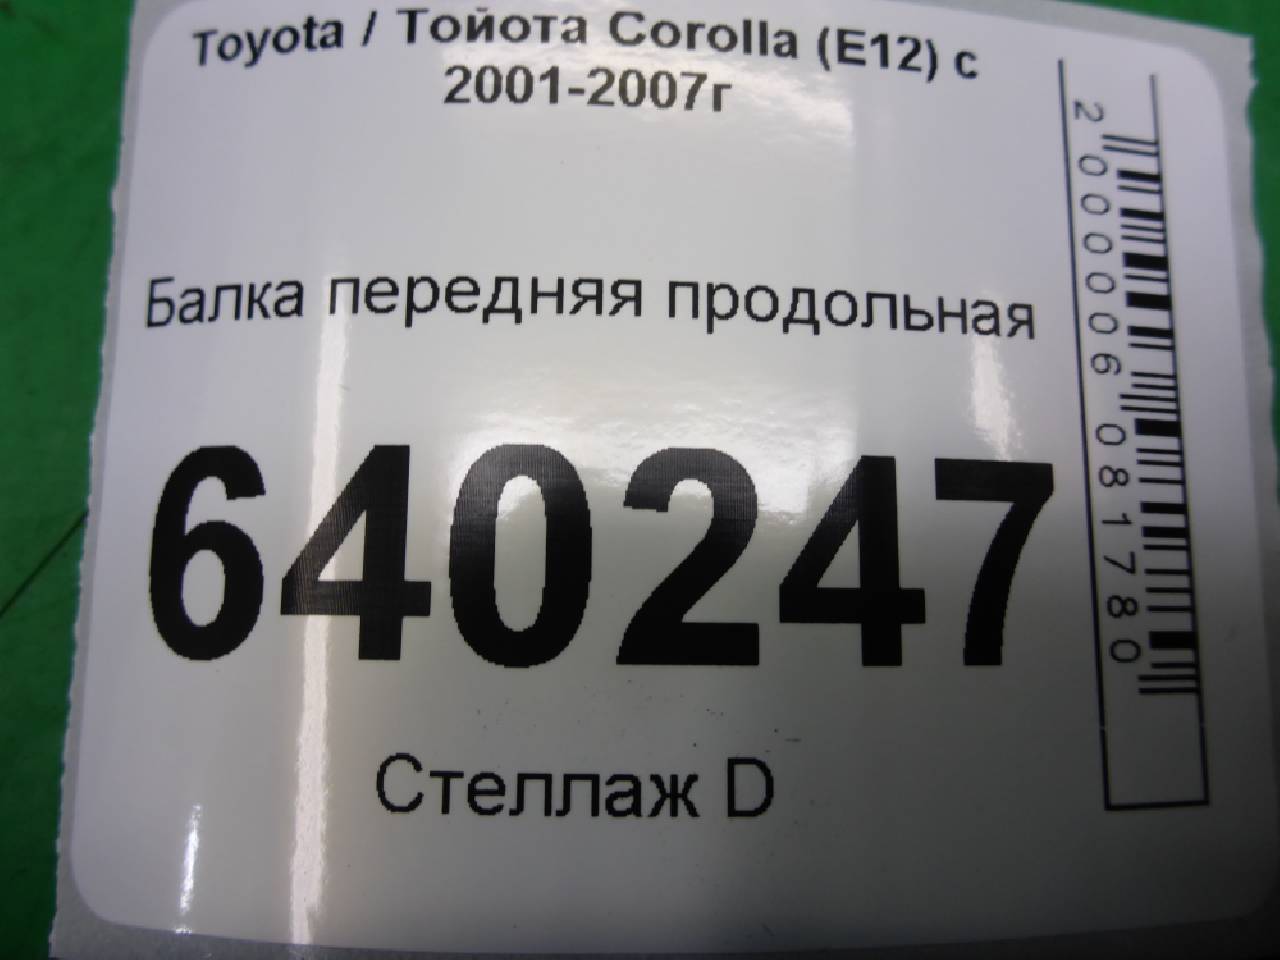 Toyota / Тойота Corolla (E12) с
2001-2007г
Балка передняя продольная
640247
Стеллаж D
2000006081780